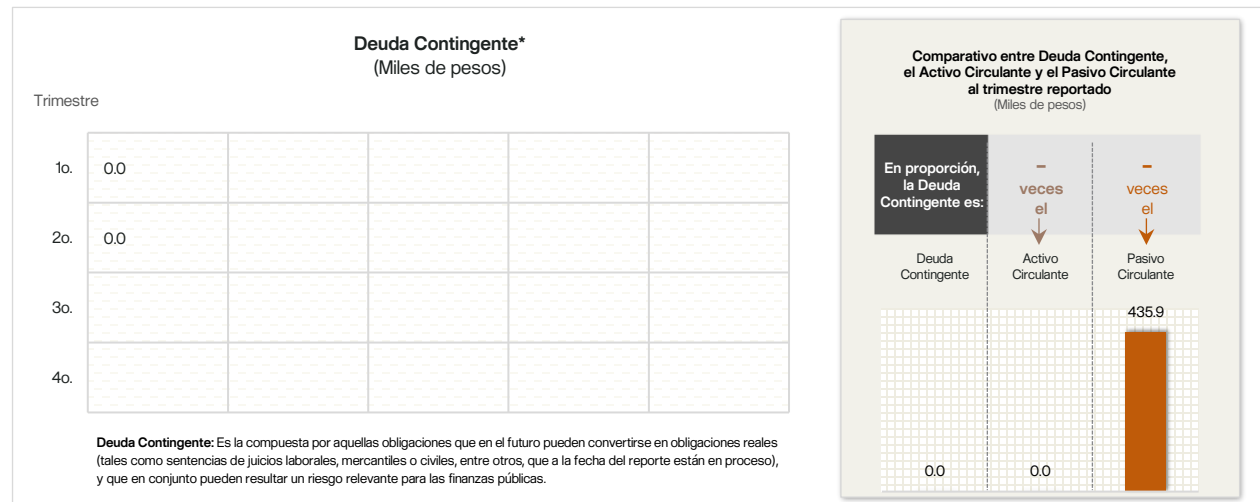 Deuda Contingente*
(Miles de pesos)
Trimestre
1o. 0.0
2o. 0.0
3o.
4o.
Deuda Contingente: Es la compuesta por aquellas obligaciones que en el futuro pueden convertirse en obligaciones reales
(tales como sentencias de juicios laborales, mercantiles o civiles, entre otros, que a la fecha del reporte están en proceso),
y que en conjunto pueden resultar un riesgo relevante para las finanzas públicas.
Comparativo entre Deuda Contingente,
el Activo Circulante y el Pasivo Circulante
al trimestre reportado
(Miles de pesos)
En proporción,
la Deuda
Contingente es:
–
veces
el
–
veces
el
Deuda
Contingente
Activo
Circulante
Pasivo
Circulante
435.9
0.0 0.0